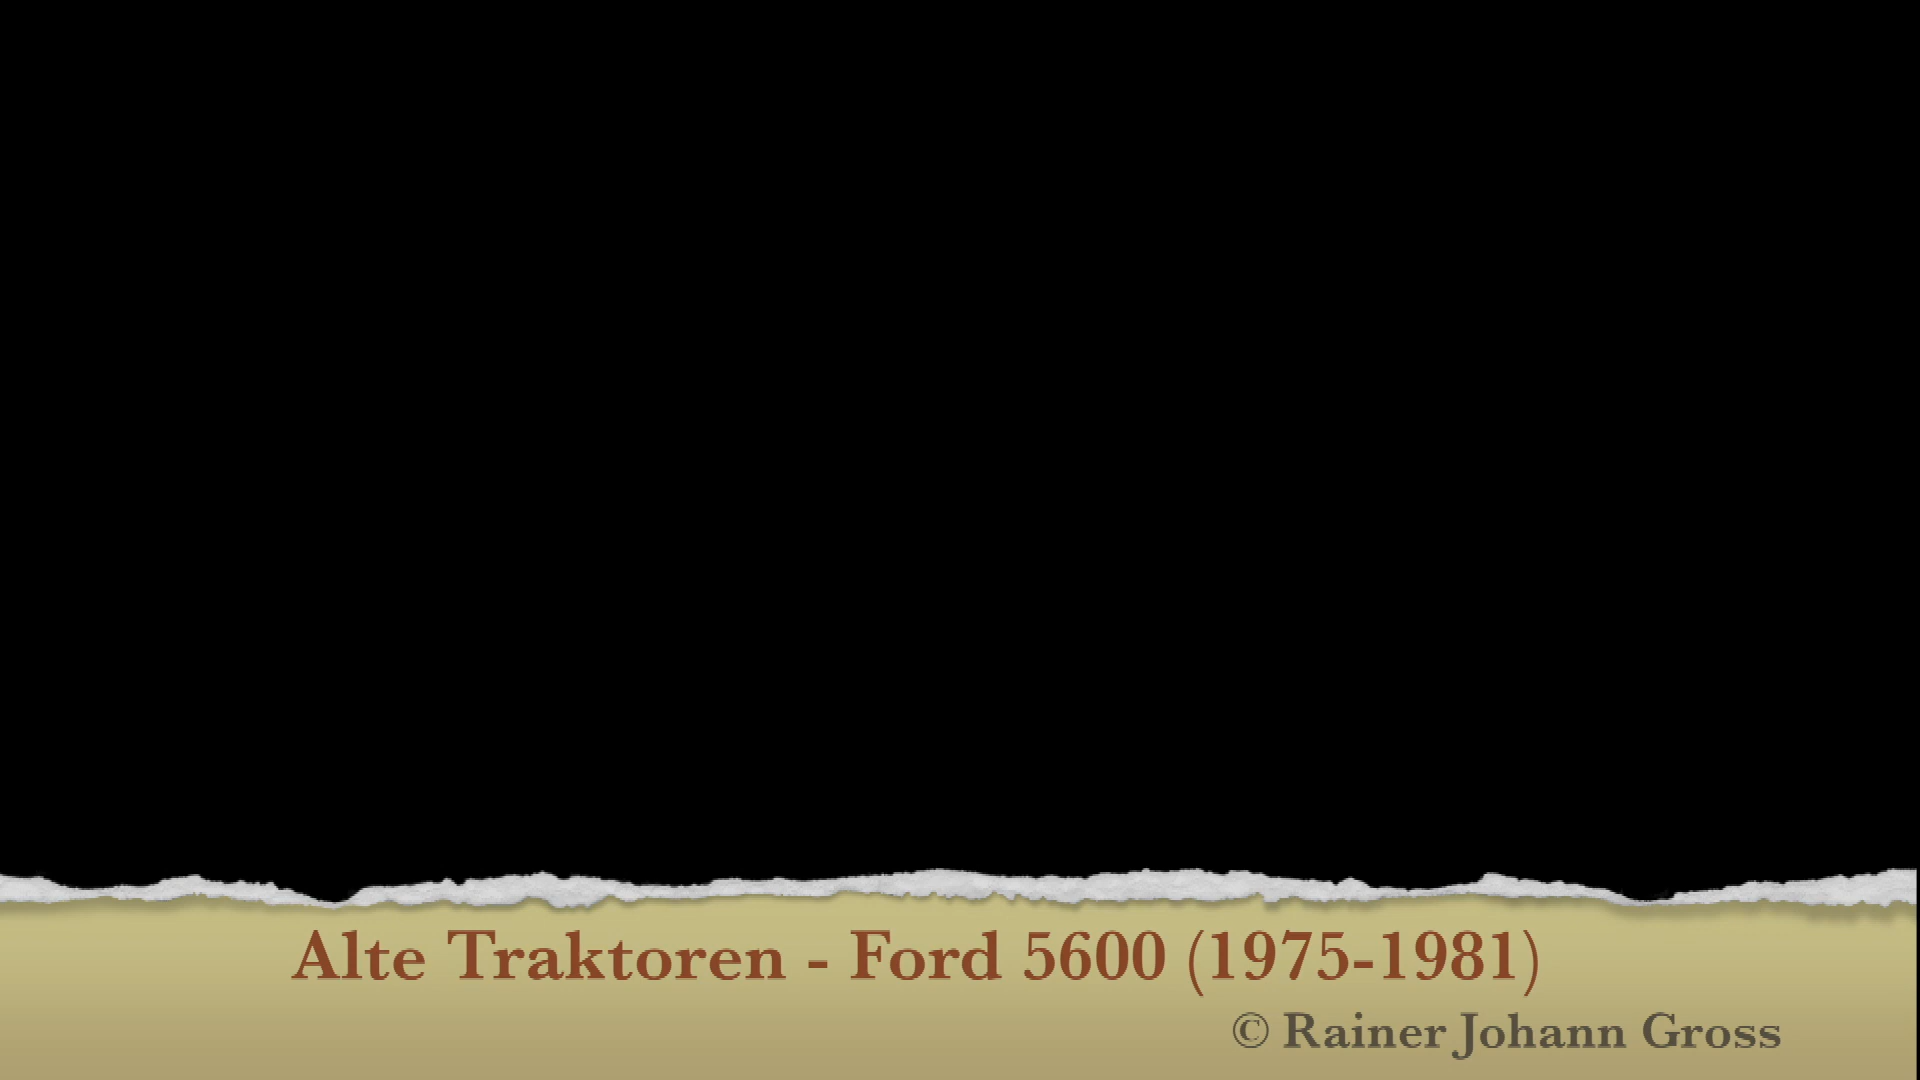 Alte Traktoren - Ford 5600 (1975-1981)
© Rainer Johann Gross